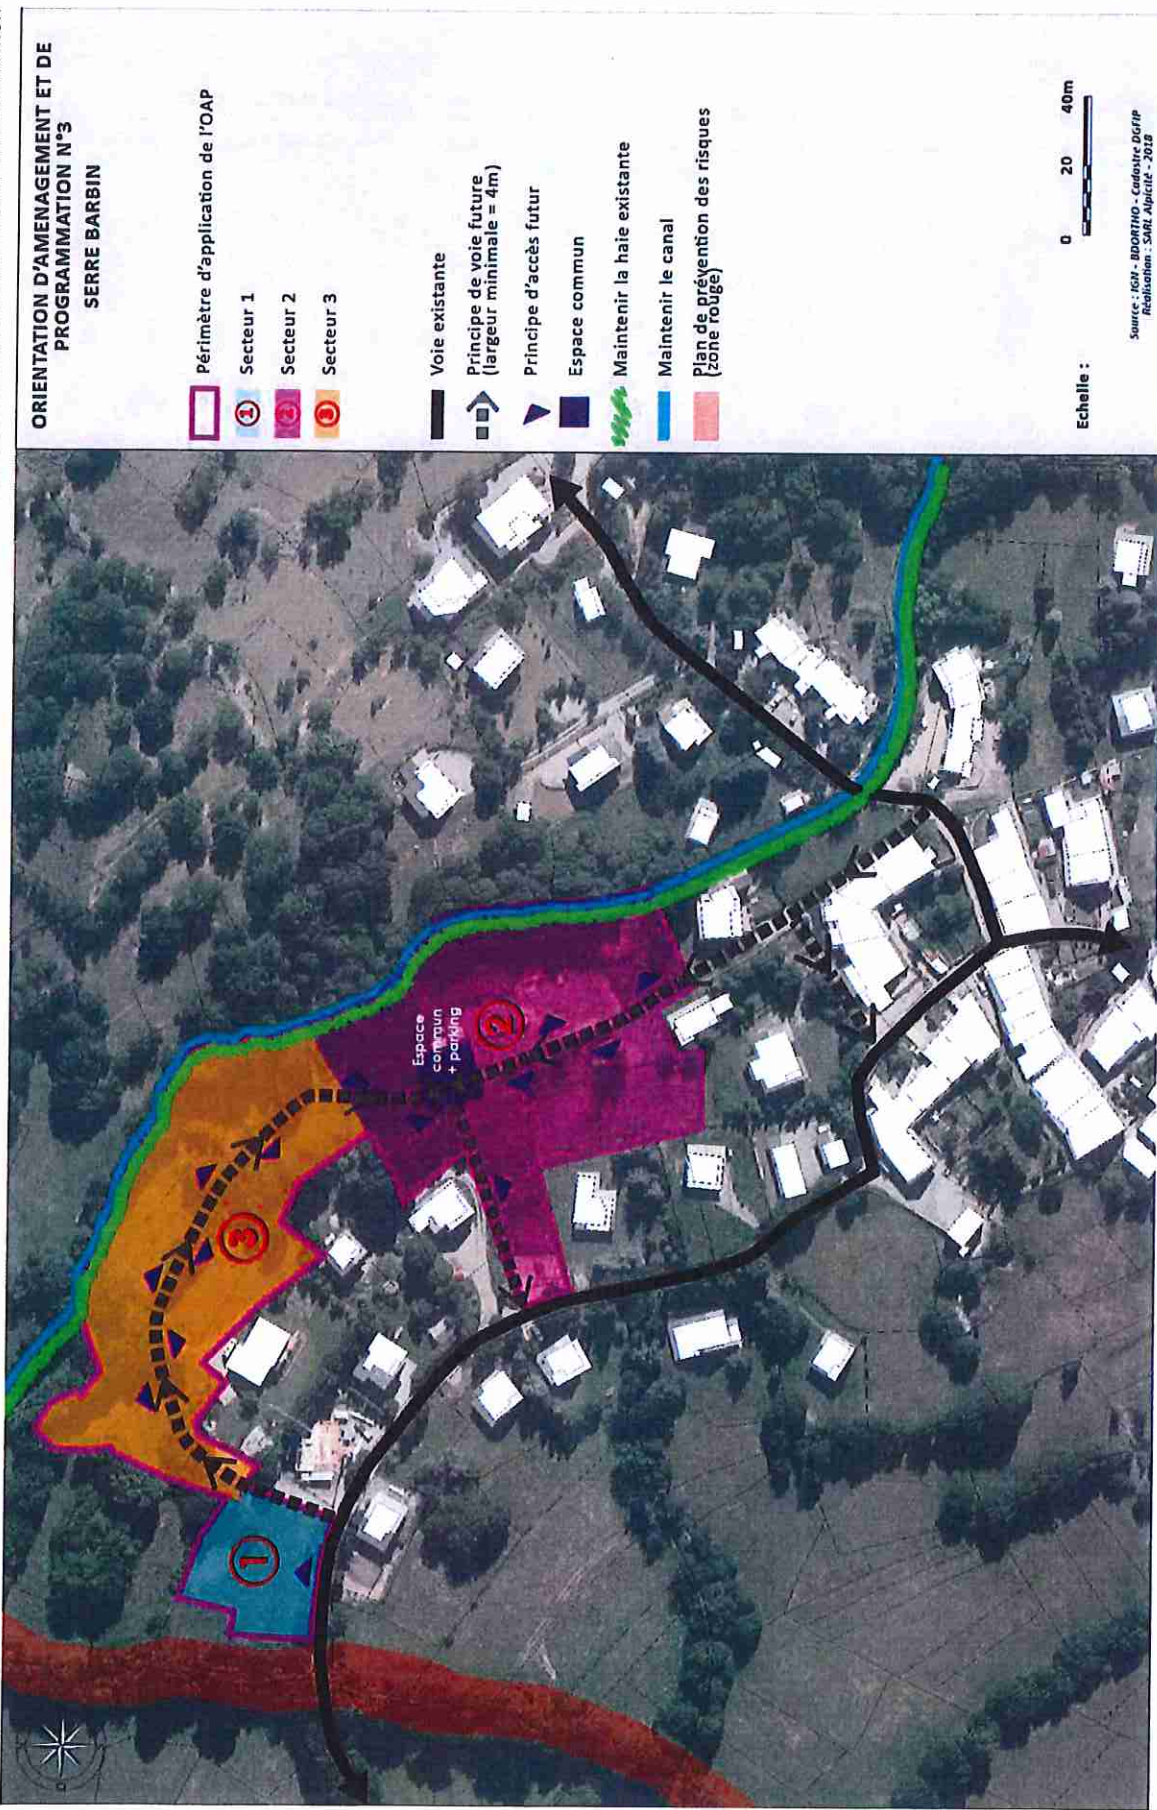 ORIENTATION D'AMENAGEMENT ET DE
PROGRAMMATION N°3
SERRE BARBIN
Périmètre d'application de l'OAP
① Secteur 1
② Secteur 2
③ Secteur 3
Voie existante
Principe de voie future
(largeur minimale = 4m)
Principe d'accès futur
Espace commun
Maintenir la haie existante
Maintenir le canal
Plan de prévention des risques
(zone rouge)
Echelle :
0 20 40m
Source : IGN - BDORTHO - Cadastre DGFIP
Réalisation : SARL Alpicité - 2018
①
②
③
Espace
commun
+ parking